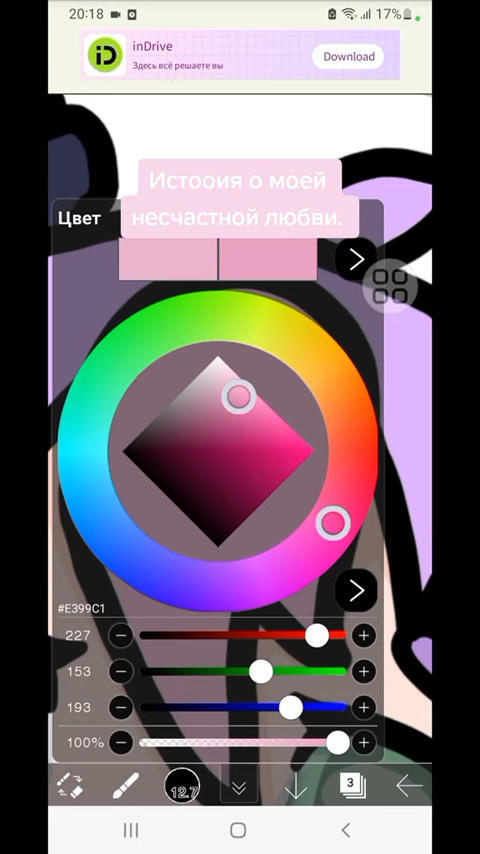 20:18
17%
iD
inDrive
Здесь всё решаете вы
Download
Истооия о моей
несчастной любви.
Цвет
#E399C1
227
153
193
100%
12.7
3